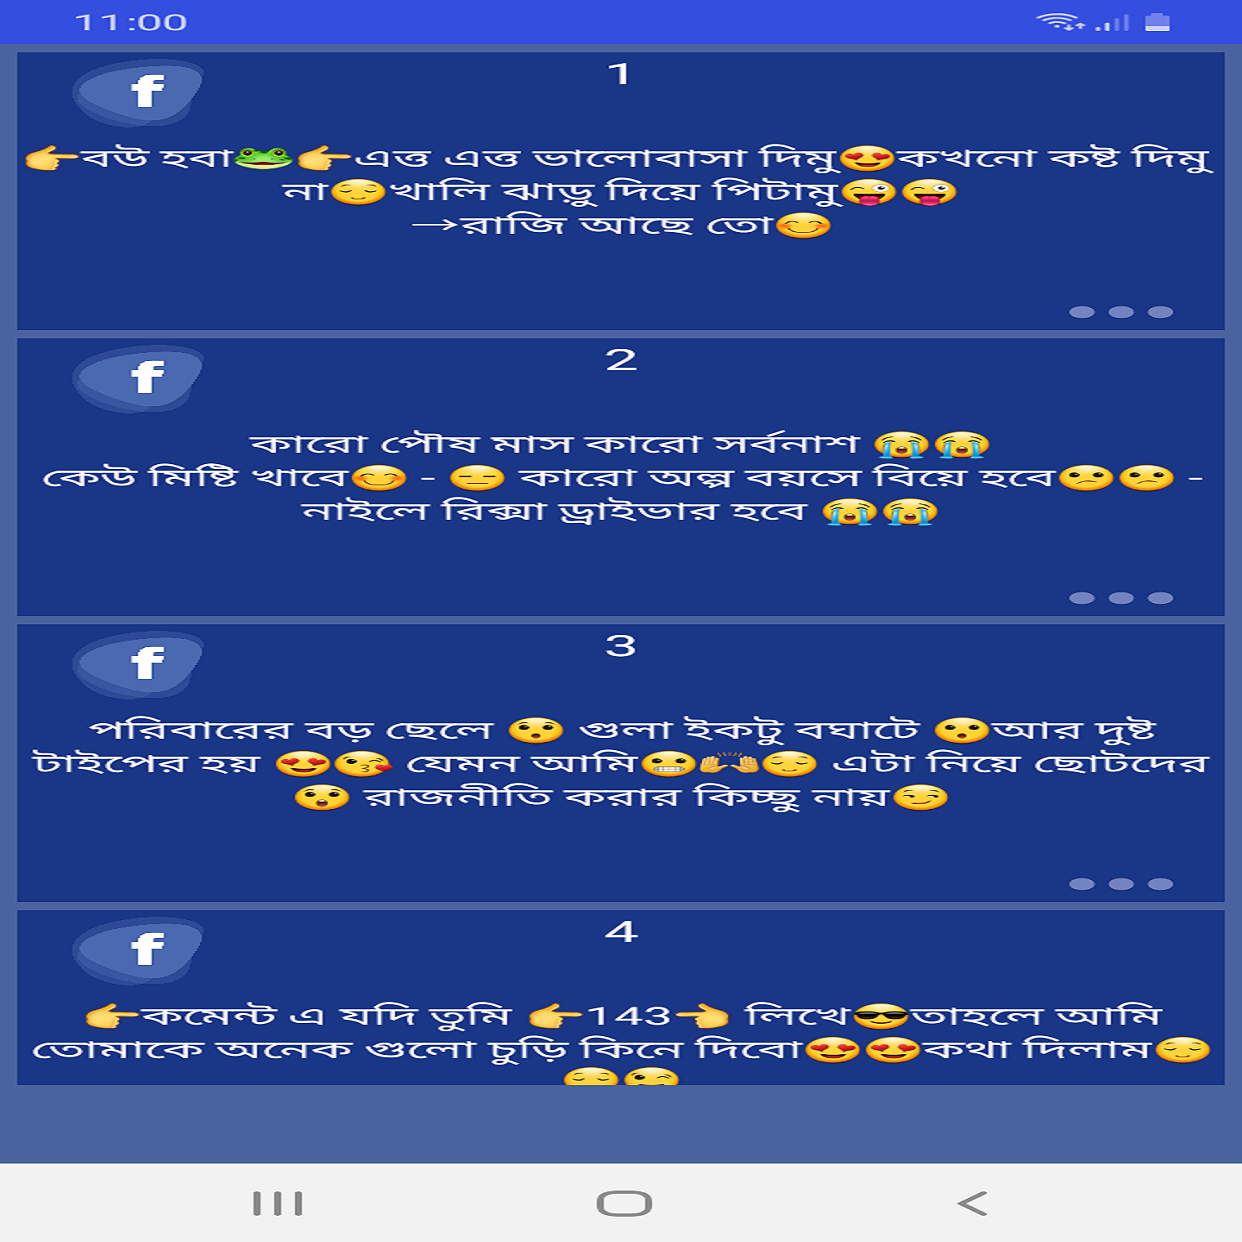 11:00
f
1
👉বউ হবা🐸👉এত্ত এত্ত ভালোবাসা দিমু😍কখনো কষ্ট দিমু
না😌খালি ঝাড়ু দিয়ে পিটামু😜😜
→রাজি আছে তো😊
f
2
কারো পৌষ মাস কারো সর্বনাশ 😭😭
কেউ মিষ্টি খাবে😊 - 😑 কারো অল্প বয়সে বিয়ে হবে😕😕 -
নাইলে রিক্সা ড্রাইভার হবে 😭😭
f
3
পরিবারের বড় ছেলে 😯 গুলা ইকটু বঘাটে 😯আর দুষ্ট
টাইপের হয় 😍😘 যেমন আমি😬🙌😌 এটা নিয়ে ছোটদের
😲 রাজনীতি করার কিচ্ছু নায়😏
f
4
👉কমেন্ট এ যদি তুমি 👉143👈 লিখে😎তাহলে আমি
তোমাকে অনেক গুলো চুড়ি কিনে দিবো😍😍কথা দিলাম😌